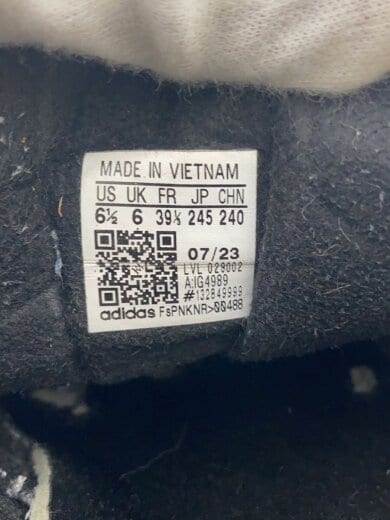 MADE IN VIETNAM
US UK FR JP CHN
6½ 6 39⅓ 245 240
07/23
LVL 029002
A:IG4989
#132849999
adidas FsPNKNR>00488